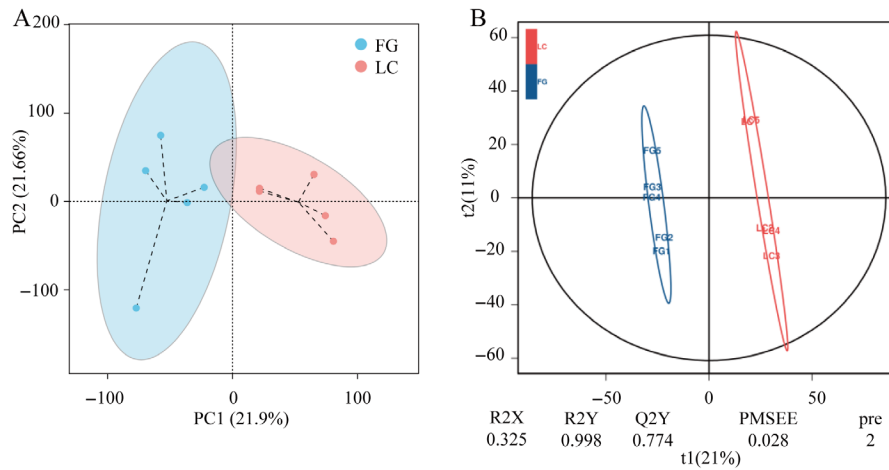 A
200
100
0
−100
PC2 (21.66%)
FG
LC
−100
0
100
PC1 (21.9%)
B
60
40
20
0
−20
−40
−60
t2(11%)
LC
FG
FG5
FG3
FG4
FG2
FG1
LC4
LC3
−50
0
50
R2X R2Y Q2Y PMSEE pre
0.325 0.998 0.774 0.028 2
t1(21%)